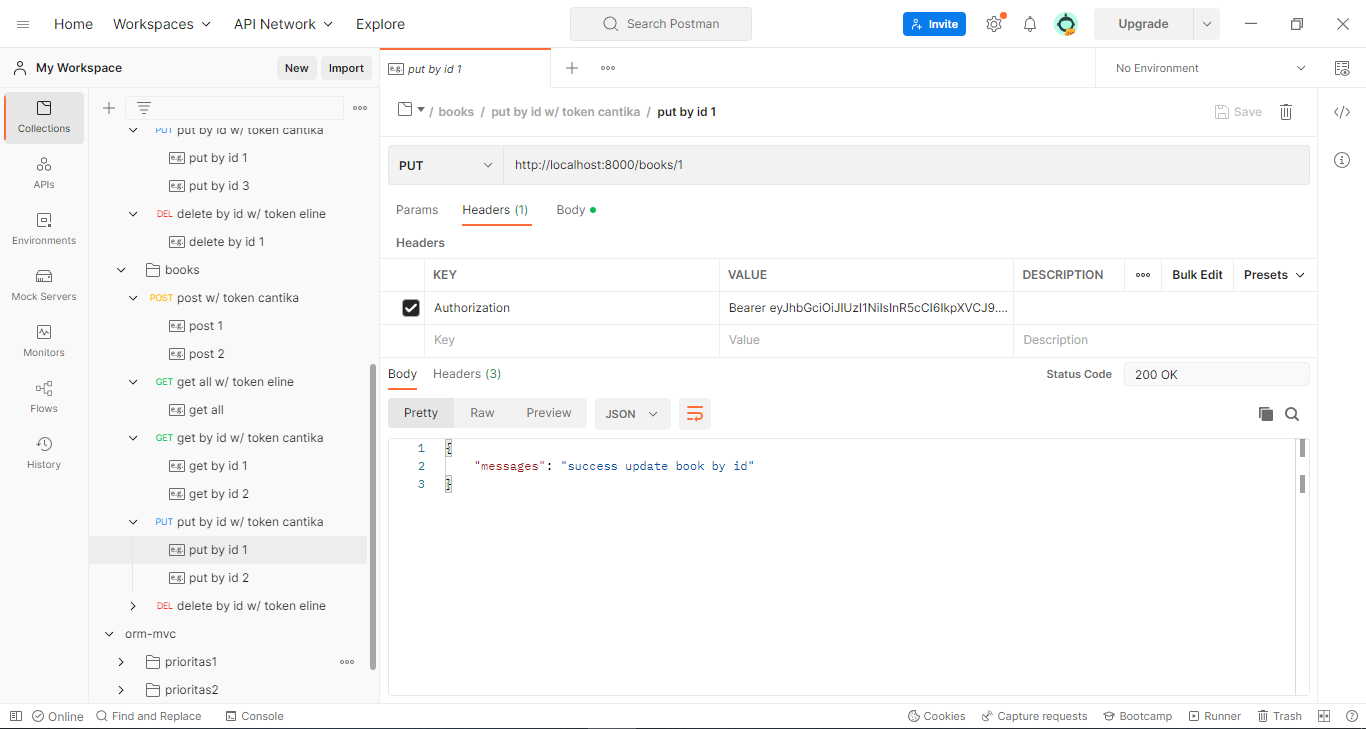 Home Workspaces API Network Explore Search Postman Invite Upgrade
My Workspace New Import
put by id 1 No Environment
Collections
APIs
Environments
Mock Servers
Monitors
Flows
History
PUT put by id w/ token cantika
e.g. put by id 1
e.g. put by id 3
DEL delete by id w/ token eline
e.g. delete by id 1
books
POST post w/ token cantika
e.g. post 1
e.g. post 2
GET get all w/ token eline
e.g. get all
GET get by id w/ token cantika
e.g. get by id 1
e.g. get by id 2
PUT put by id w/ token cantika
e.g. put by id 1
e.g. put by id 2
DEL delete by id w/ token eline
orm-mvc
prioritas1
prioritas2
/ books / put by id w/ token cantika / put by id 1 Save
PUT http://localhost:8000/books/1
Params Headers (1) Body
Headers
KEY VALUE DESCRIPTION Bulk Edit Presets
Authorization Bearer eyJhbGciOiJIUzI1NiIsInR5cCI6IkpXVCJ9....
Key Value Description
Body Headers (3) Status Code 200 OK
Pretty Raw Preview JSON
1 {
2 "messages": "success update book by id"
3 }
Online Find and Replace Console Cookies Capture requests Bootcamp Runner Trash